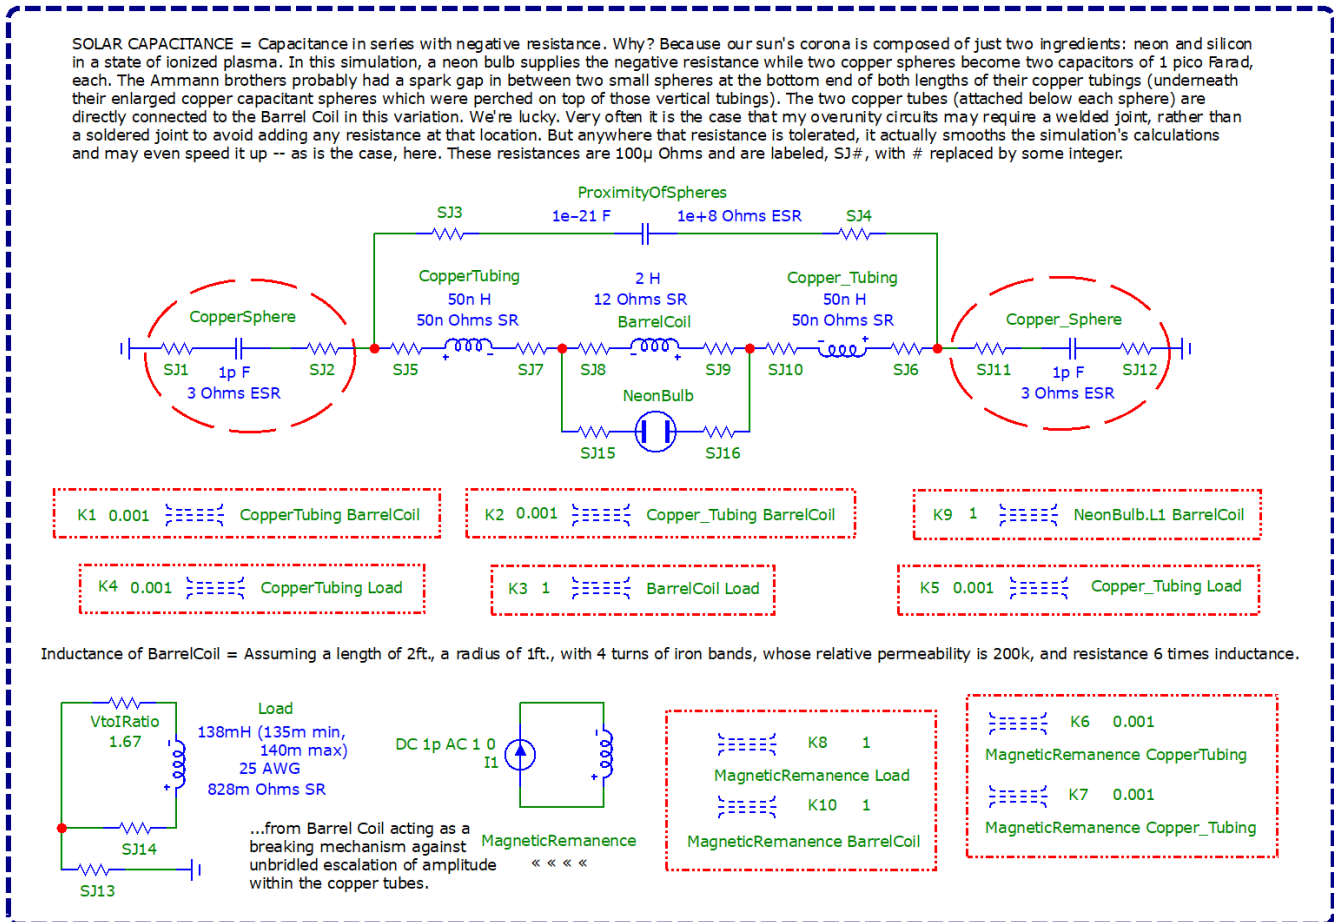 SOLAR CAPACITANCE = Capacitance in series with negative resistance. Why? Because our sun's corona is composed of just two ingredients: neon and silicon
in a state of ionized plasma. In this simulation, a neon bulb supplies the negative resistance while two copper spheres become two capacitors of 1 pico Farad,
each. The Ammann brothers probably had a spark gap in between two small spheres at the bottom end of both lengths of their copper tubings (underneath
their enlarged copper capacitant spheres which were perched on top of those vertical tubings). The two copper tubes (attached below each sphere) are
directly connected to the Barrel Coil in this variation. We're lucky. Very often it is the case that my overunity circuits may require a welded joint, rather than
a soldered joint to avoid adding any resistance at that location. But anywhere that resistance is tolerated, it actually smooths the simulation's calculations
and may even speed it up -- as is the case, here. These resistances are 100µ Ohms and are labeled, SJ#, with # replaced by some integer.
ProximityOfSpheres
SJ3 1e–21 F 1e+8 Ohms ESR SJ4
CopperTubing 2 H Copper_Tubing
50n H 12 Ohms SR 50n H
50n Ohms SR BarrelCoil 50n Ohms SR
CopperSphere Copper_Sphere
+ - - + - +
SJ1 SJ2 SJ5 SJ7 SJ8 SJ9 SJ10 SJ6 SJ11 SJ12
1p F 1p F
3 Ohms ESR 3 Ohms ESR
NeonBulb
SJ15 SJ16
K1 0.001 CopperTubing BarrelCoil
K2 0.001 Copper_Tubing BarrelCoil
K9 1 NeonBulb.L1 BarrelCoil
K4 0.001 CopperTubing Load
K3 1 BarrelCoil Load
K5 0.001 Copper_Tubing Load
Inductance of BarrelCoil = Assuming a length of 2ft., a radius of 1ft., with 4 turns of iron bands, whose relative permeability is 200k, and resistance 6 times inductance.
VtoIRatio
1.67
Load
138mH (135m min,
140m max)
25 AWG
828m Ohms SR
-
+
SJ14
SJ13
...from Barrel Coil acting as a
breaking mechanism against
unbridled escalation of amplitude
within the copper tubes.
DC 1p AC 1 0
I1
-
+
MagneticRemanence
« « « «
K8 1
MagneticRemanence Load
K10 1
MagneticRemanence BarrelCoil
K6 0.001
MagneticRemanence CopperTubing
K7 0.001
MagneticRemanence Copper_Tubing